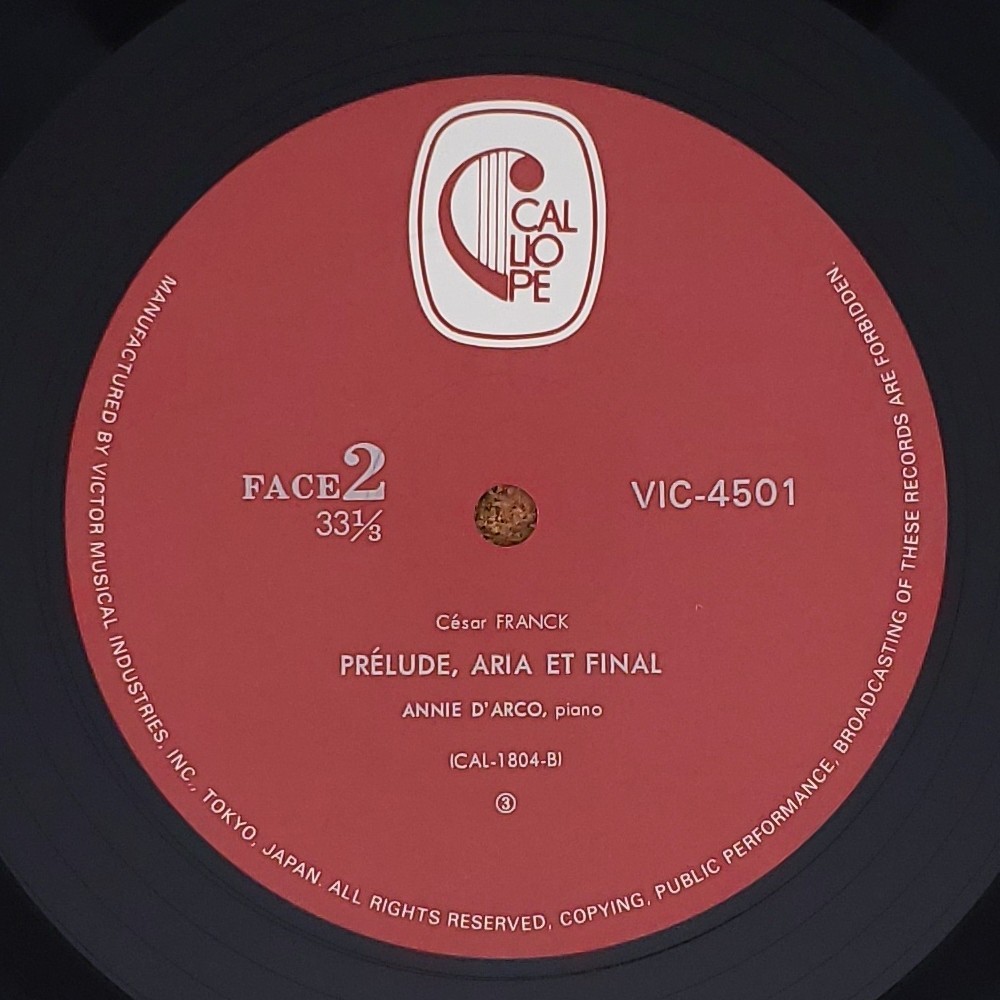 CAL
LIO
PE
FACE 2
33⅓
VIC-4501
César FRANCK
PRÉLUDE, ARIA ET FINAL
ANNIE D'ARCO, piano
(CAL-1804-B)
③
MANUFACTURED BY VICTOR MUSICAL INDUSTRIES, INC., TOKYO, JAPAN. ALL RIGHTS RESERVED, COPYING, PUBLIC PERFORMANCE, BROADCASTING OF THESE RECORDS ARE FORBIDDEN.